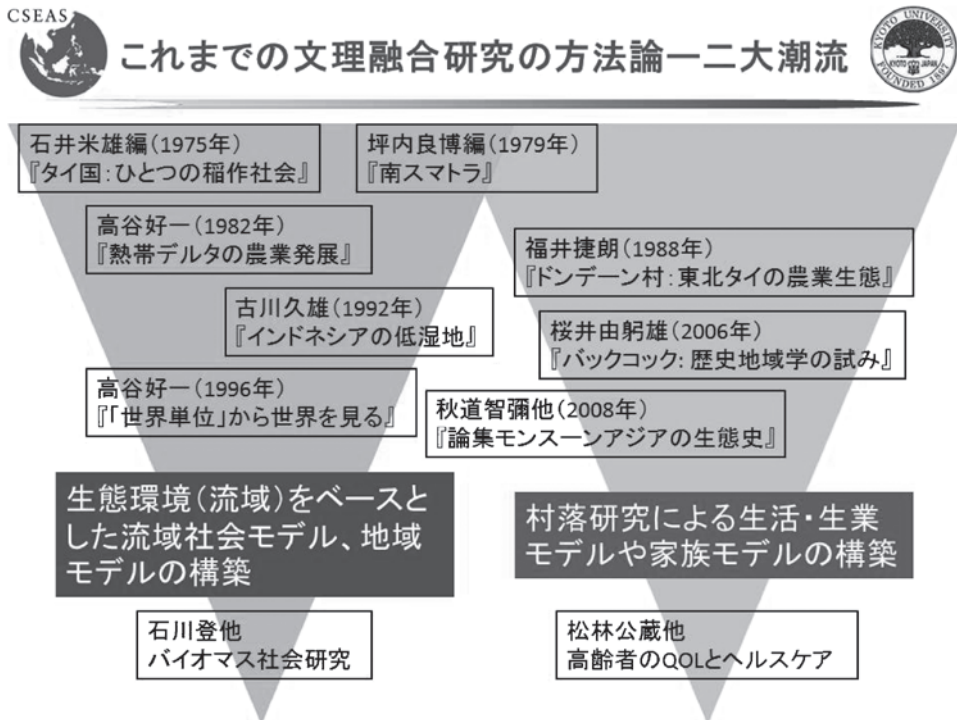 CSEAS
KYOTO UNIVERSITY
KYOTO JAPAN
FOUNDED 1897
これまでの文理融合研究の方法論―二大潮流
石井米雄編(1975年)
『タイ国:ひとつの稲作社会』
坪内良博編(1979年)
『南スマトラ』
高谷好一(1982年)
『熱帯デルタの農業発展』
福井捷朗(1988年)
『ドンデーン村:東北タイの農業生態』
古川久雄(1992年)
『インドネシアの低湿地』
桜井由躬雄(2006年)
『バックコック: 歴史地域学の試み』
高谷好一(1996年)
『「世界単位」から世界を見る』
秋道智彌他(2008年)
『論集モンスーンアジアの生態史』
生態環境(流域)をベースと
した流域社会モデル、地域
モデルの構築
村落研究による生活・生業
モデルや家族モデルの構築
石川登他
バイオマス社会研究
松林公蔵他
高齢者のQOLとヘルスケア